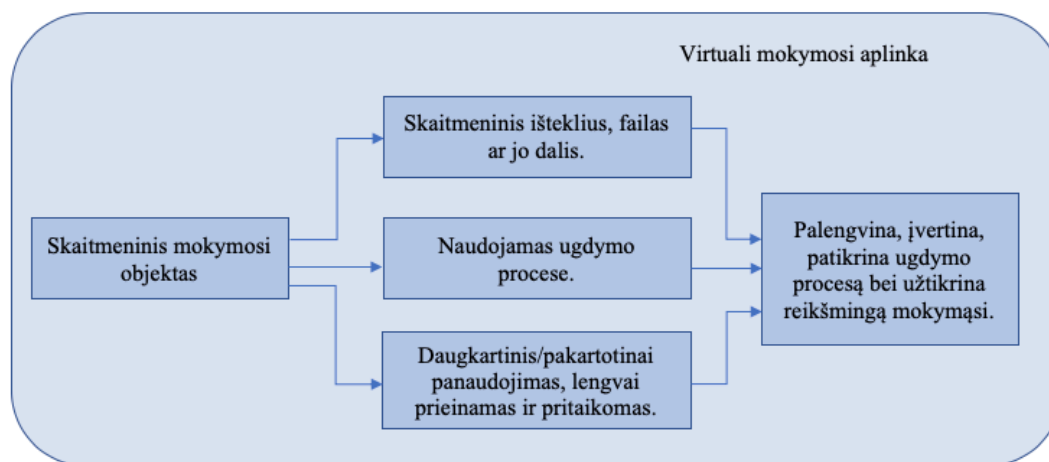 Virtuali mokymosi aplinka
Skaitmeninis mokymosi
objektas
Skaitmeninis išteklius, failas
ar jo dalis.
Naudojamas ugdymo
procese.
Daugkartinis/pakartotinai
panaudojimas, lengvai
prieinamas ir pritaikomas.
Palengvina, įvertina,
patikrina ugdymo
procesą bei užtikrina
reikšmingą mokymąsi.